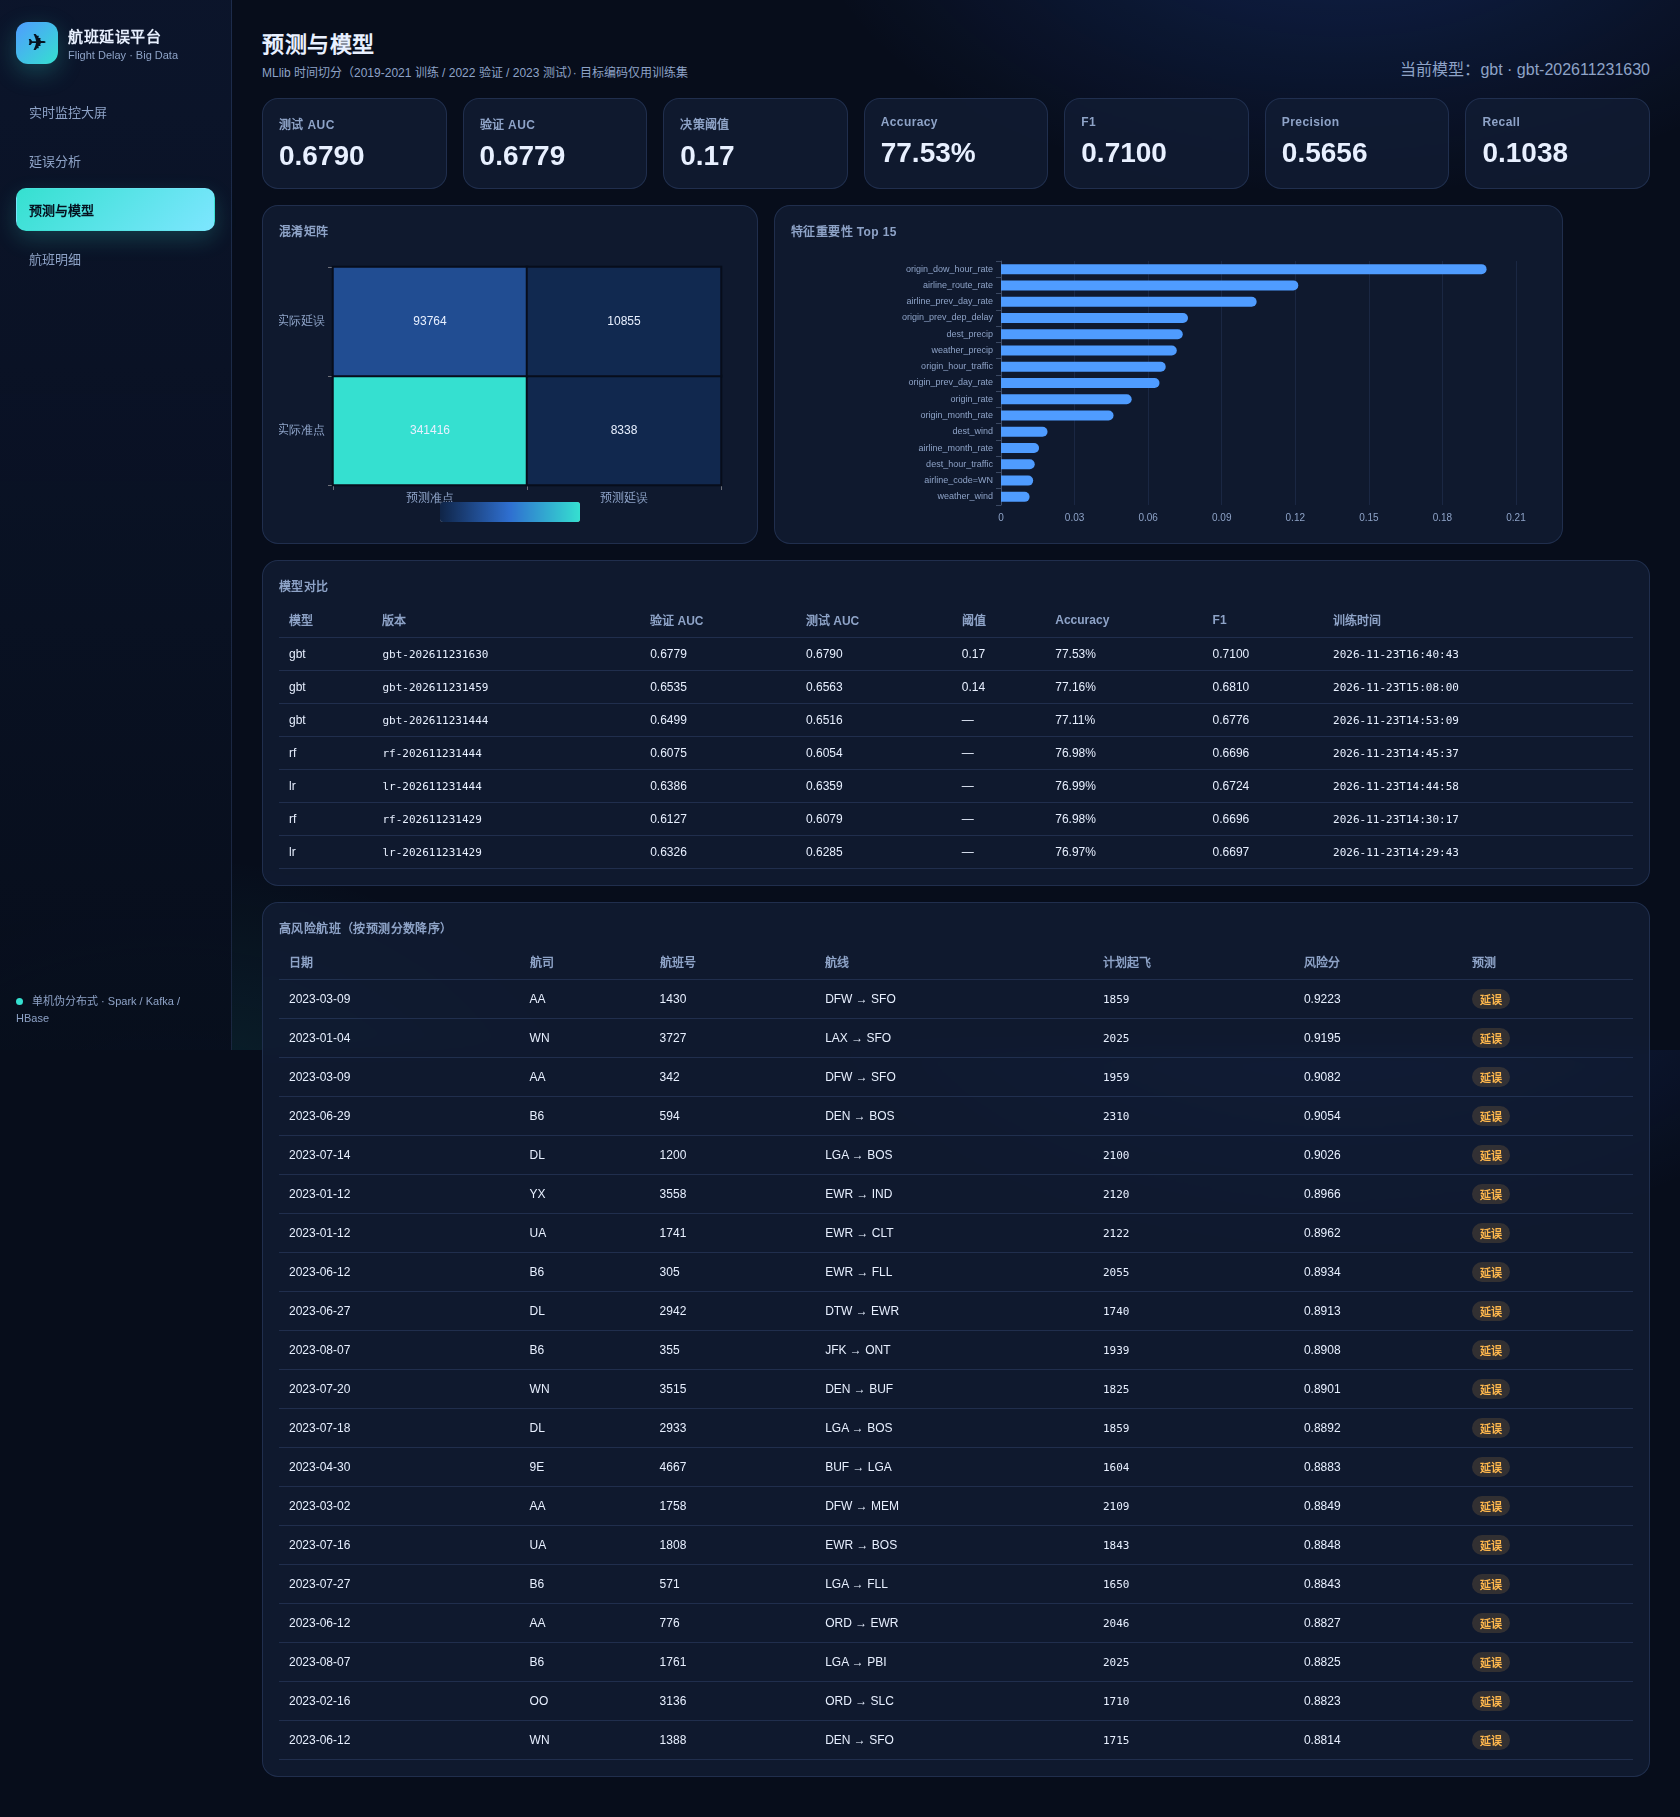 ✈ 航班延误平台
Flight Delay · Big Data
实时监控大屏
延误分析
预测与模型
航班明细
单机伪分布式 · Spark / Kafka /
HBase
预测与模型
MLlib 时间切分（2019-2021 训练 / 2022 验证 / 2023 测试）· 目标编码仅用训练集
当前模型：gbt · gbt-202611231630
测试 AUC
0.6790
验证 AUC
0.6779
决策阈值
0.17
Accuracy
77.53%
F1
0.7100
Precision
0.5656
Recall
0.1038
混淆矩阵
实际延误 93764 10855
实际准点 341416 8338
预测准点 预测延误
特征重要性 Top 15
origin_dow_hour_rate
airline_route_rate
airline_prev_day_rate
origin_prev_dep_delay
dest_precip
weather_precip
origin_hour_traffic
origin_prev_day_rate
origin_rate
origin_month_rate
dest_wind
airline_month_rate
dest_hour_traffic
airline_code=WN
weather_wind
0 0.03 0.06 0.09 0.12 0.15 0.18 0.21
模型对比
模型 版本 验证 AUC 测试 AUC 阈值 Accuracy F1 训练时间
gbt gbt-202611231630 0.6779 0.6790 0.17 77.53% 0.7100 2026-11-23T16:40:43
gbt gbt-202611231459 0.6535 0.6563 0.14 77.16% 0.6810 2026-11-23T15:08:00
gbt gbt-202611231444 0.6499 0.6516 — 77.11% 0.6776 2026-11-23T14:53:09
rf rf-202611231444 0.6075 0.6054 — 76.98% 0.6696 2026-11-23T14:45:37
lr lr-202611231444 0.6386 0.6359 — 76.99% 0.6724 2026-11-23T14:44:58
rf rf-202611231429 0.6127 0.6079 — 76.98% 0.6696 2026-11-23T14:30:17
lr lr-202611231429 0.6326 0.6285 — 76.97% 0.6697 2026-11-23T14:29:43
高风险航班（按预测分数降序）
日期 航司 航班号 航线 计划起飞 风险分 预测
2023-03-09 AA 1430 DFW → SFO 1859 0.9223 延误
2023-01-04 WN 3727 LAX → SFO 2025 0.9195 延误
2023-03-09 AA 342 DFW → SFO 1959 0.9082 延误
2023-06-29 B6 594 DEN → BOS 2310 0.9054 延误
2023-07-14 DL 1200 LGA → BOS 2100 0.9026 延误
2023-01-12 YX 3558 EWR → IND 2120 0.8966 延误
2023-01-12 UA 1741 EWR → CLT 2122 0.8962 延误
2023-06-12 B6 305 EWR → FLL 2055 0.8934 延误
2023-06-27 DL 2942 DTW → EWR 1740 0.8913 延误
2023-08-07 B6 355 JFK → ONT 1939 0.8908 延误
2023-07-20 WN 3515 DEN → BUF 1825 0.8901 延误
2023-07-18 DL 2933 LGA → BOS 1859 0.8892 延误
2023-04-30 9E 4667 BUF → LGA 1604 0.8883 延误
2023-03-02 AA 1758 DFW → MEM 2109 0.8849 延误
2023-07-16 UA 1808 EWR → BOS 1843 0.8848 延误
2023-07-27 B6 571 LGA → FLL 1650 0.8843 延误
2023-06-12 AA 776 ORD → EWR 2046 0.8827 延误
2023-08-07 B6 1761 LGA → PBI 2025 0.8825 延误
2023-02-16 OO 3136 ORD → SLC 1710 0.8823 延误
2023-06-12 WN 1388 DEN → SFO 1715 0.8814 延误